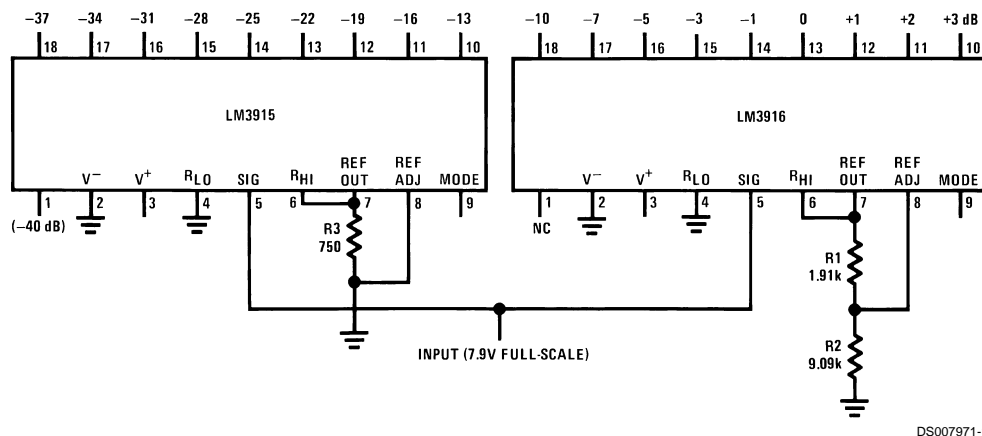 −37 −34 −31 −28 −25 −22 −19 −16 −13 −10 −7 −5 −3 −1 0 +1 +2 +3 dB
18 17 16 15 14 13 12 11 10 18 17 16 15 14 13 12 11 10
LM3915 LM3916
REF REF REF REF
V− V+ RLO SIG RHI OUT ADJ MODE V− V+ RLO SIG RHI OUT ADJ MODE
1 2 3 4 5 6 7 8 9 1 2 3 4 5 6 7 8 9
(−40 dB) NC
R3
750
R1
1.91k
INPUT (7.9V FULL-SCALE)
R2
9.09k
DS007971-